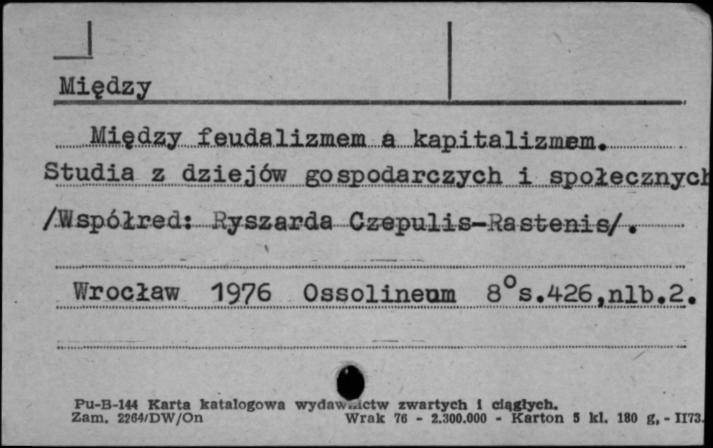 Między
Między feudalizmem a kapitalizmem.
Studia z dziejów gospodarczych i społecznych
/Współred: Ryszarda Czepulis-Rastenis/.
Wrocław 1976 Ossolineum 8° s.426,nlb.2.
Pu-B-144 Karta katalogowa wydawnictw zwartych i ciągłych.
Zam. 2264/DW/On Wrak 76 - 2.300.000 - Karton 5 kl. 180 g, - II73.